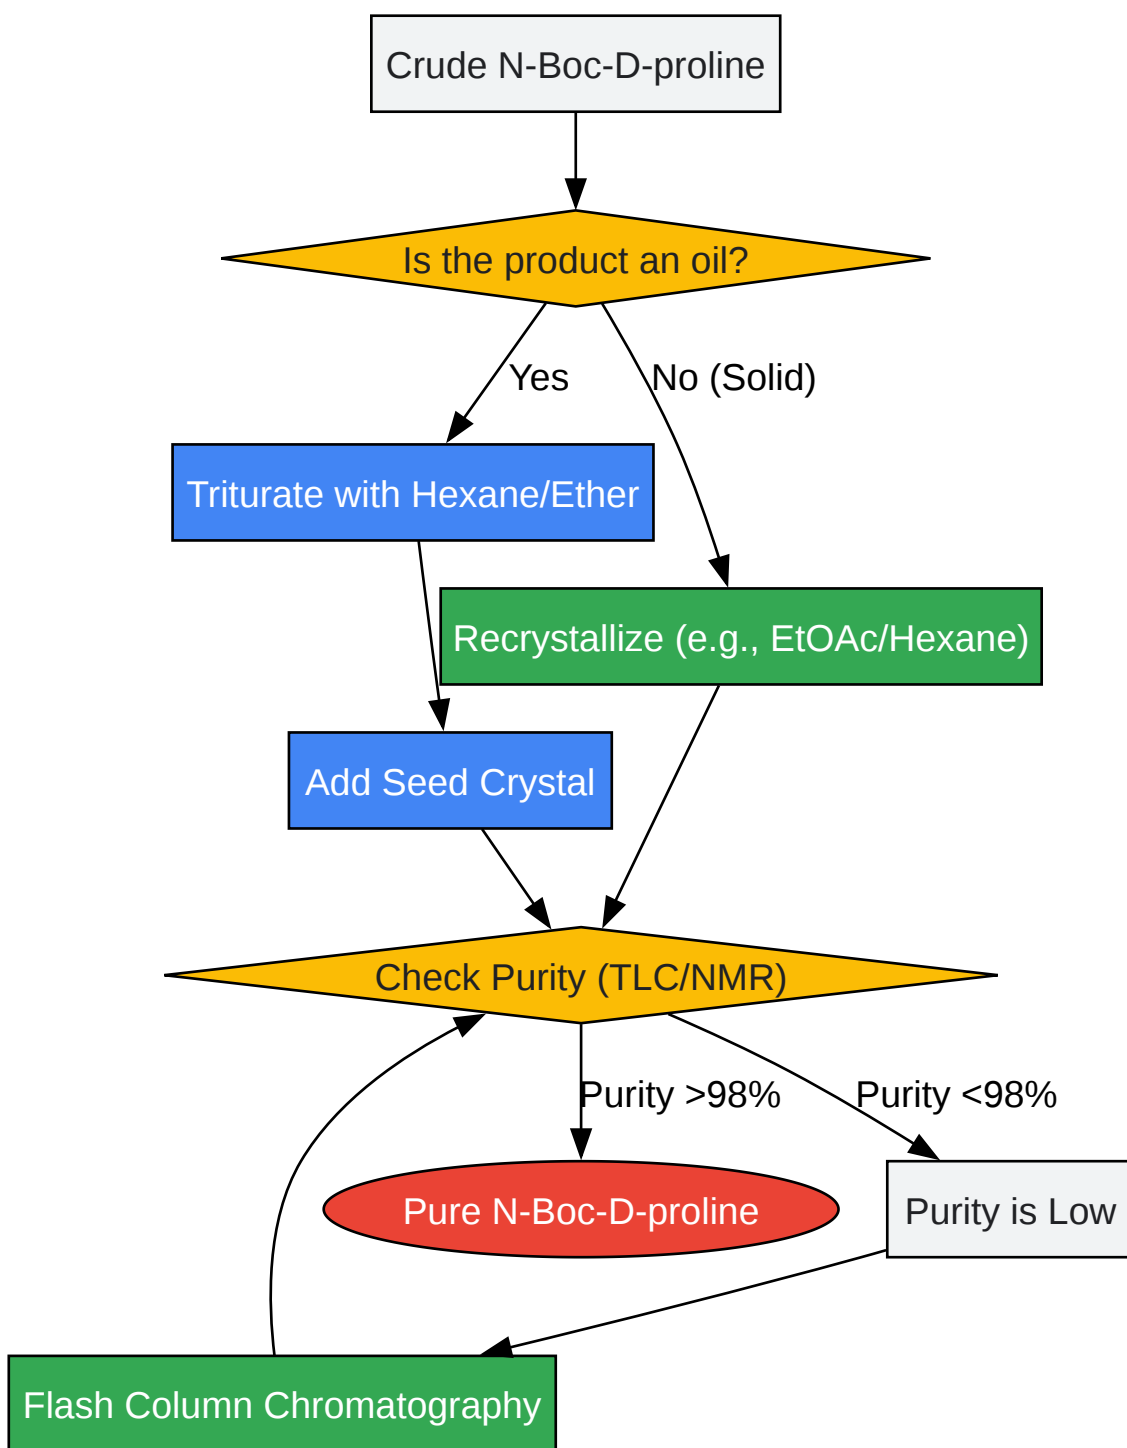 Crude N-Boc-D-proline
Is the product an oil?
Yes
No (Solid)
Triturate with Hexane/Ether
Recrystallize (e.g., EtOAc/Hexane)
Add Seed Crystal
Check Purity (TLC/NMR)
Purity >98%
Purity <98%
Pure N-Boc-D-proline
Purity is Low
Flash Column Chromatography